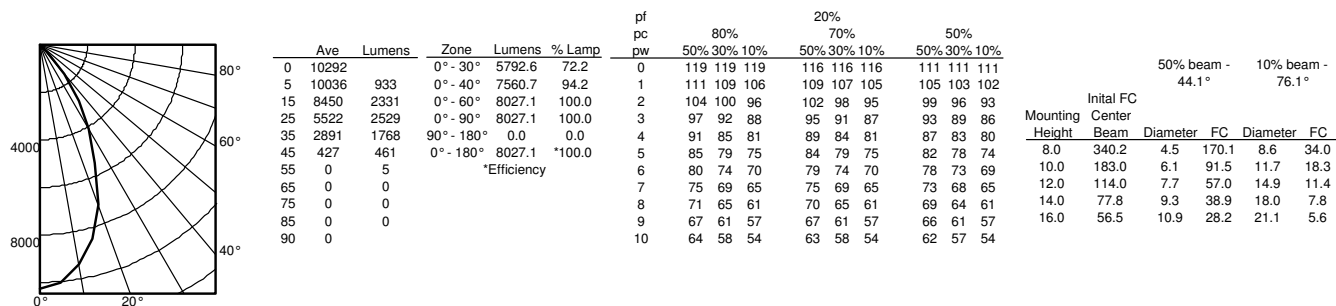 80°
60°
40°
20°
0°
4000
8000
Ave Lumens
0 10292
5 10036 933
15 8450 2331
25 5522 2529
35 2891 1768
45 427 461
55 0 5
65 0 0
75 0 0
85 0 0
90 0
Zone Lumens % Lamp
0° - 30° 5792.6 72.2
0° - 40° 7560.7 94.2
0° - 60° 8027.1 100.0
0° - 90° 8027.1 100.0
90° - 180° 0.0 0.0
0° - 180° 8027.1 *100.0
*Efficiency
pf 20%
pc 80% 70% 50%
pw 50% 30% 10% 50% 30% 10% 50% 30% 10%
0 119 119 119 116 116 116 111 111 111
1 111 109 106 109 107 105 105 103 102
2 104 100 96 102 98 95 99 96 93
3 97 92 88 95 91 87 93 89 86
4 91 85 81 89 84 81 87 83 80
5 85 79 75 84 79 75 82 78 74
6 80 74 70 79 74 70 78 73 69
7 75 69 65 75 69 65 73 68 65
8 71 65 61 70 65 61 69 64 61
9 67 61 57 67 61 57 66 61 57
10 64 58 54 63 58 54 62 57 54
50% beam - 10% beam -
44.1° 76.1°
Inital FC
Mounting Center
Height Beam Diameter FC Diameter FC
8.0 340.2 4.5 170.1 8.6 34.0
10.0 183.0 6.1 91.5 11.7 18.3
12.0 114.0 7.7 57.0 14.9 11.4
14.0 77.8 9.3 38.9 18.0 7.8
16.0 56.5 10.9 28.2 21.1 5.6